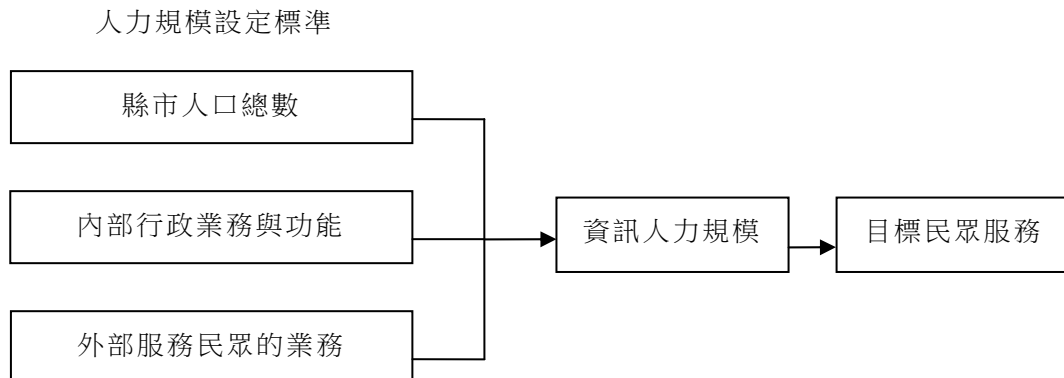 人力規模設定標準
縣市人口總數
內部行政業務與功能
資訊人力規模
目標民眾服務
外部服務民眾的業務